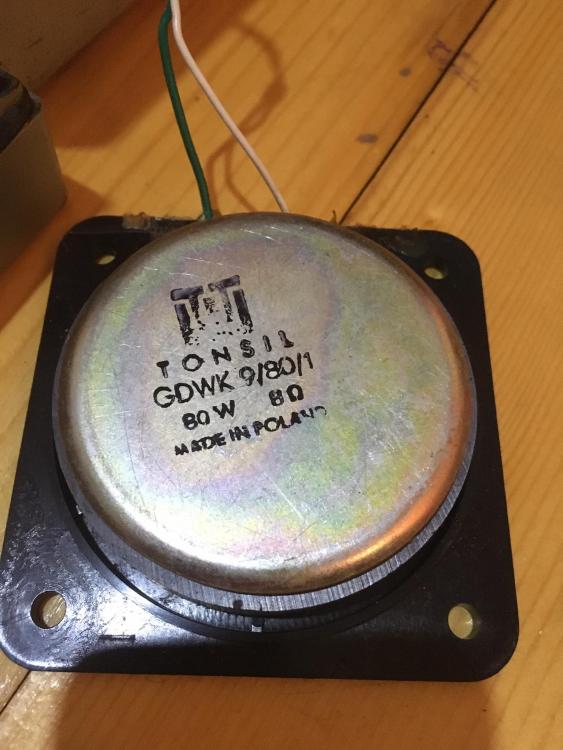 TONSIL
GDWK 9/80/1
80W 8Ω
MADE IN POLAND